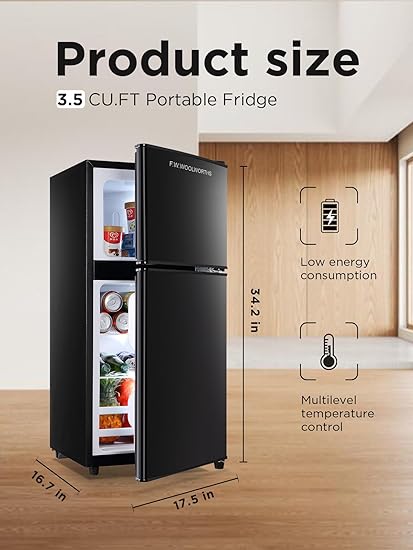 Product size
3.5 CU.FT Portable Fridge
F.W.WOOLWORTHS
34.2 in
Low energy
consumption
Multilevel
temperature
control
16.7 in
17.5 in